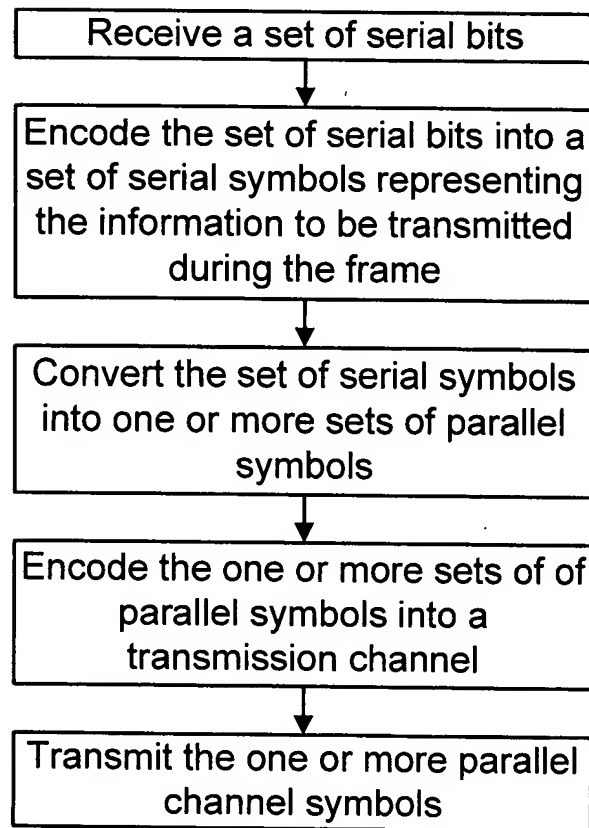 Receive a set of serial bits
Encode the set of serial bits into a
set of serial symbols representing
the information to be transmitted
during the frame
Convert the set of serial symbols
into one or more sets of parallel
symbols
Encode the one or more sets of of
parallel symbols into a
transmission channel
Transmit the one or more parallel
channel symbols